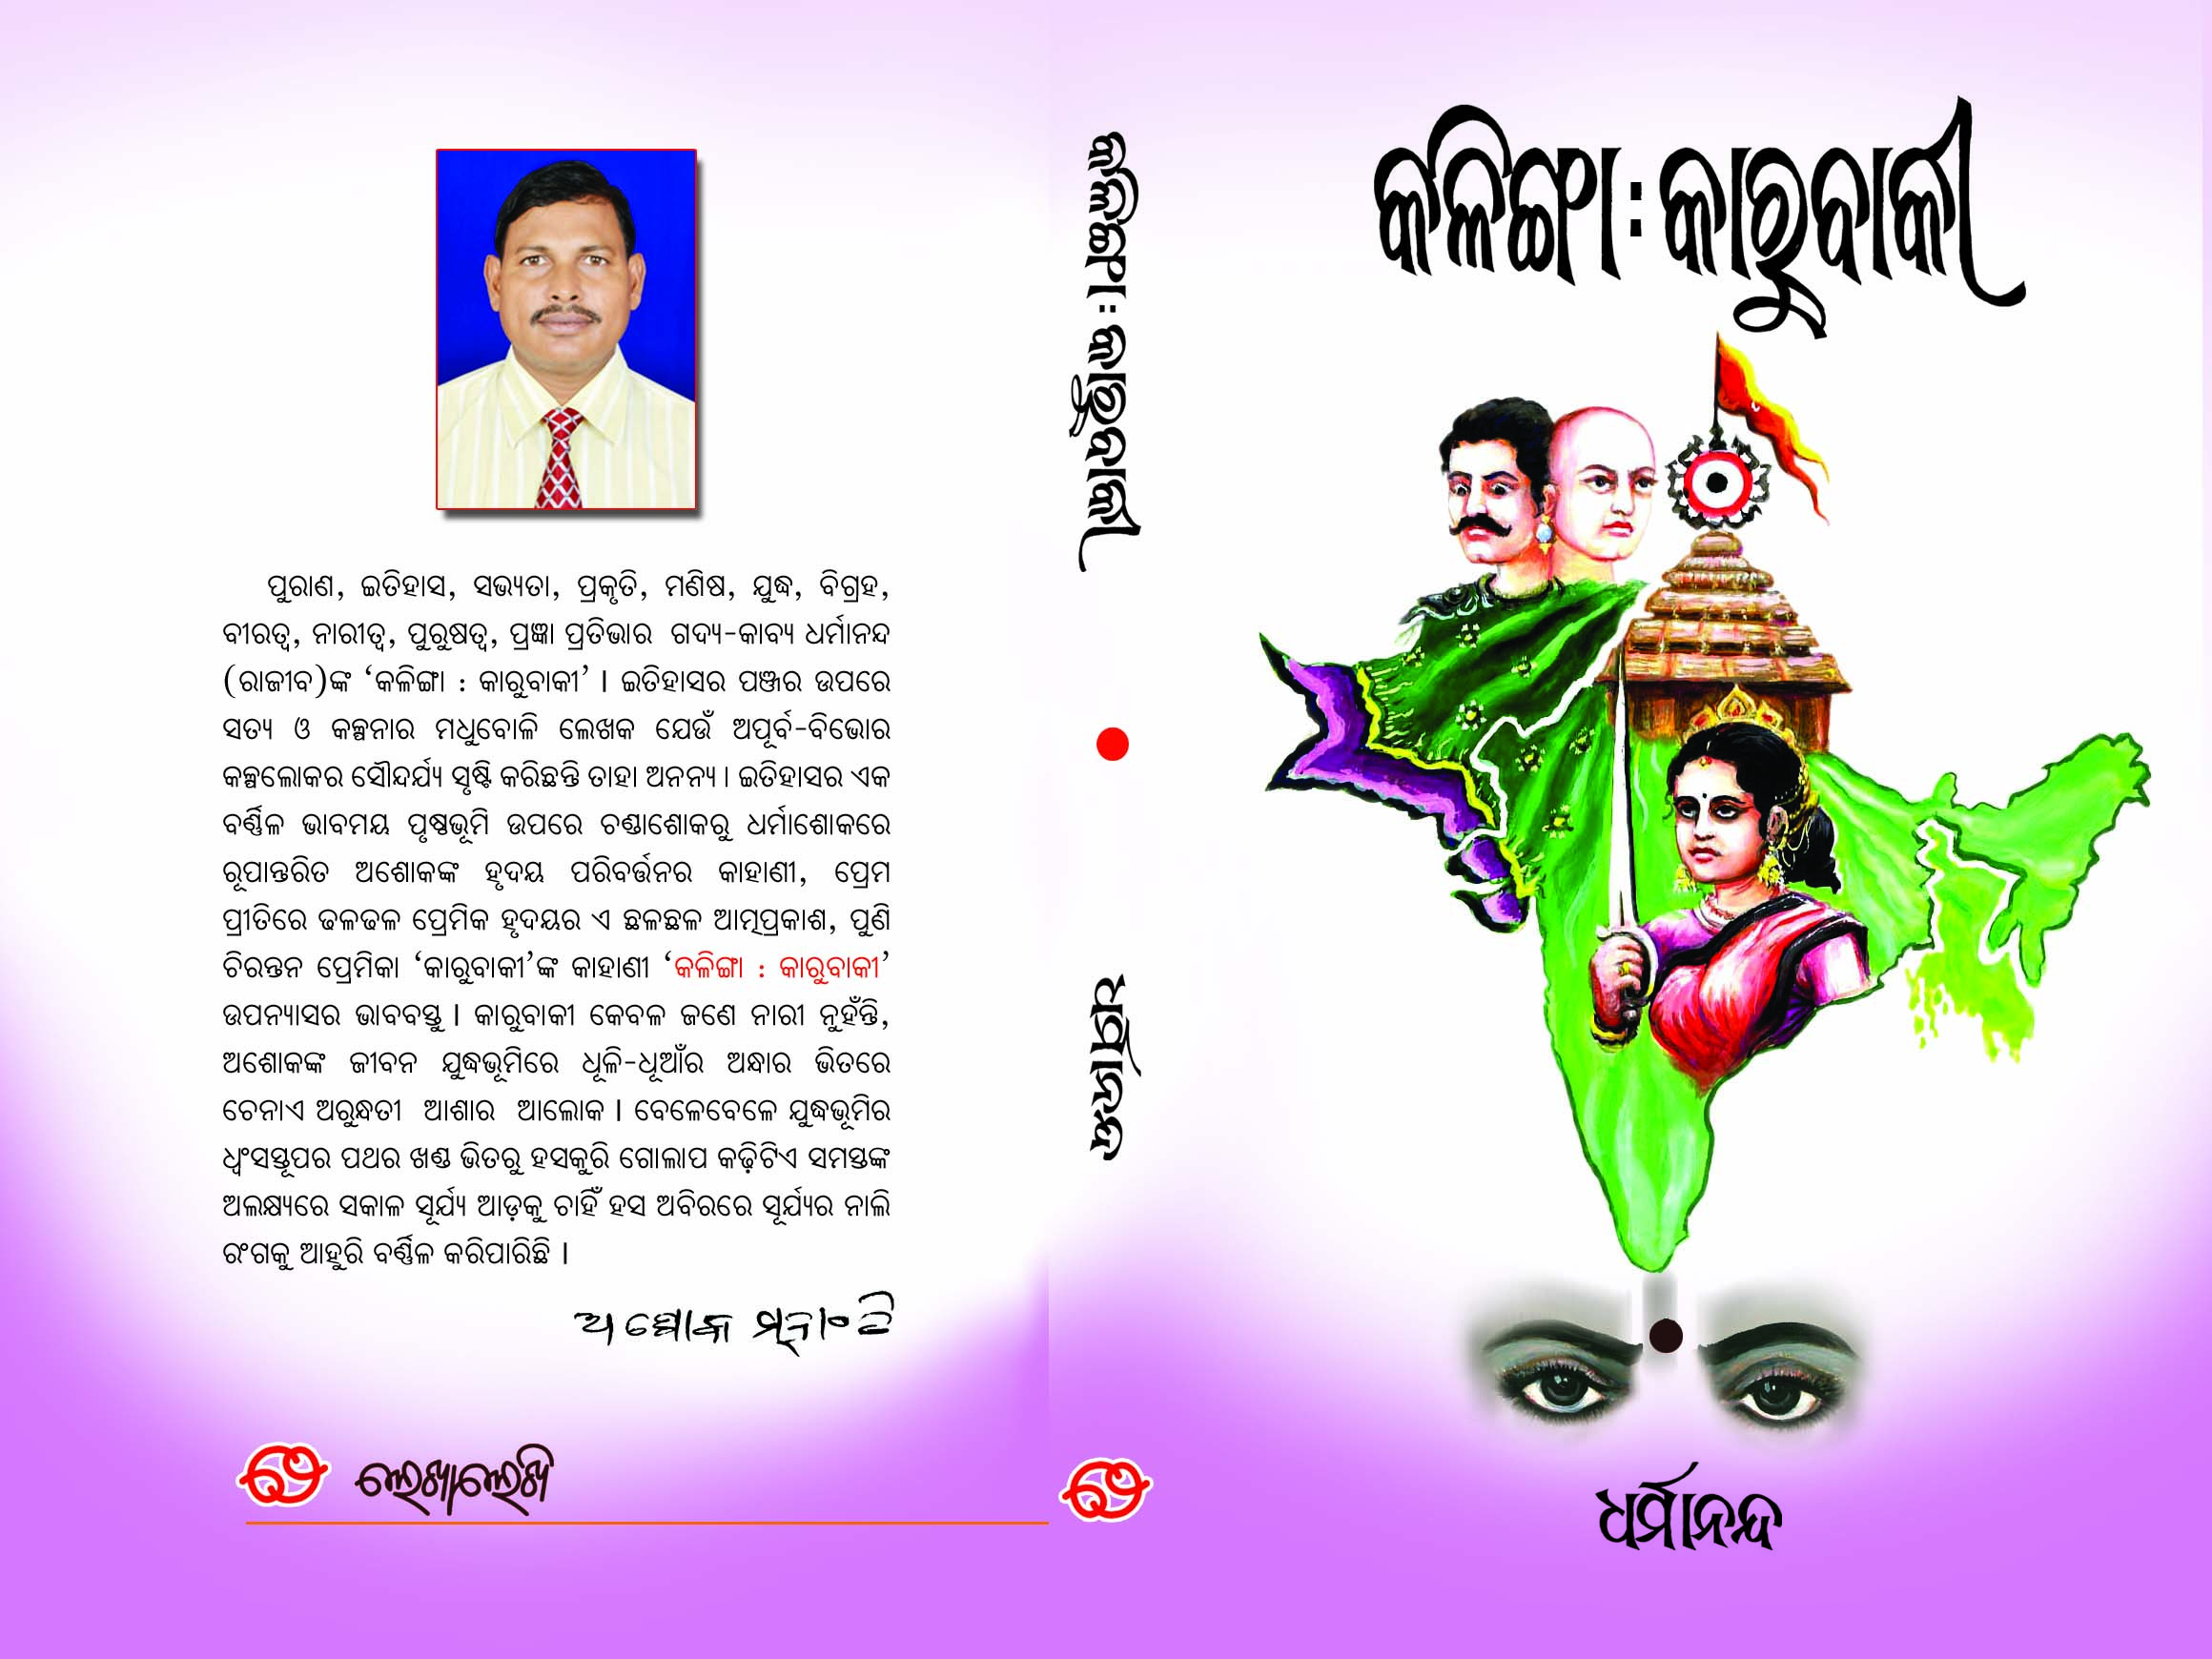 ପୁରାଣ, ଇତିହାସ, ସଭ୍ୟତା, ପ୍ରକୃତି, ମଣିଷ, ଯୁଦ୍ଧ, ବିଗ୍ରହ,
ବୀରତ୍ୱ, ନାରୀତ୍ୱ, ପୁରୁଷତ୍ୱ, ପ୍ରଜ୍ଞା ପ୍ରତିଭାର ଗଦ୍ୟ-କାବ୍ୟ ଧର୍ମାନନ୍ଦ
(ରାଜୀବ)ଙ୍କ ‘କଳିଙ୍ଗା : କାରୁବାକୀ’ । ଇତିହାସର ପଞ୍ଜର ଉପରେ
ସତ୍ୟ ଓ କଳ୍ପନାର ମଧୁବୋଳି ଲେଖକ ଯେଉଁ ଅପୂର୍ବ-ବିଭୋର
କଳ୍ପଲୋକର ସୌନ୍ଦର୍ଯ୍ୟ ସୃଷ୍ଟି କରିଛନ୍ତି ତାହା ଅନନ୍ୟ । ଇତିହାସର ଏକ
ବର୍ଣ୍ଣିଳ ଭାବମୟ ପୃଷ୍ଠଭୂମି ଉପରେ ଚଣ୍ଡାଶୋକରୁ ଧର୍ମାଶୋକରେ
ରୂପାନ୍ତରିତ ଅଶୋକଙ୍କ ହୃଦୟ ପରିବର୍ତ୍ତନର କାହାଣୀ, ପ୍ରେମ
ପ୍ରୀତିରେ ଢଳଢଳ ପ୍ରେମିକ ହୃଦୟର ଏ ଛଳଛଳ ଆତ୍ମପ୍ରକାଶ, ପୁଣି
ଚିରନ୍ତନ ପ୍ରେମିକା ‘କାରୁବାକୀ’ଙ୍କ କାହାଣୀ ‘କଳିଙ୍ଗା : କାରୁବାକୀ’
ଉପନ୍ୟାସର ଭାବବସ୍ତୁ । କାରୁବାକୀ କେବଳ ଜଣେ ନାରୀ ନୁହଁନ୍ତି,
ଅଶୋକଙ୍କ ଜୀବନ ଯୁଦ୍ଧଭୂମିରେ ଧୂଳି-ଧୂଆଁର ଅନ୍ଧାର ଭିତରେ
ଚେନାଏ ଅରୁନ୍ଧତୀ ଆଶାର ଆଲୋକ । ବେଳେବେଳେ ଯୁଦ୍ଧଭୂମିର
ଧ୍ୱଂସସ୍ତୂପର ପଥର ଖଣ୍ଡ ଭିତରୁ ହସକୁରି ଗୋଲାପ କଢ଼ିଟିଏ ସମସ୍ତଙ୍କ
ଅଲକ୍ଷ୍ୟରେ ସକାଳ ସୂର୍ଯ୍ୟ ଆଡ଼କୁ ଚାହିଁ ହସ ଅବିରରେ ସୂର୍ଯ୍ୟର ନାଲି
ରଂଗକୁ ଆହୁରି ବର୍ଣ୍ଣିଳ କରିପାରିଛି ।
ଅଶୋକ ମହାନ୍ତି
ଲେଖାଲେଖି
କଳିଙ୍ଗା : କାରୁବାକୀ
ଧର୍ମାନନ୍ଦ
କଳିଙ୍ଗା : କାରୁବାକୀ
ଧର୍ମାନନ୍ଦ